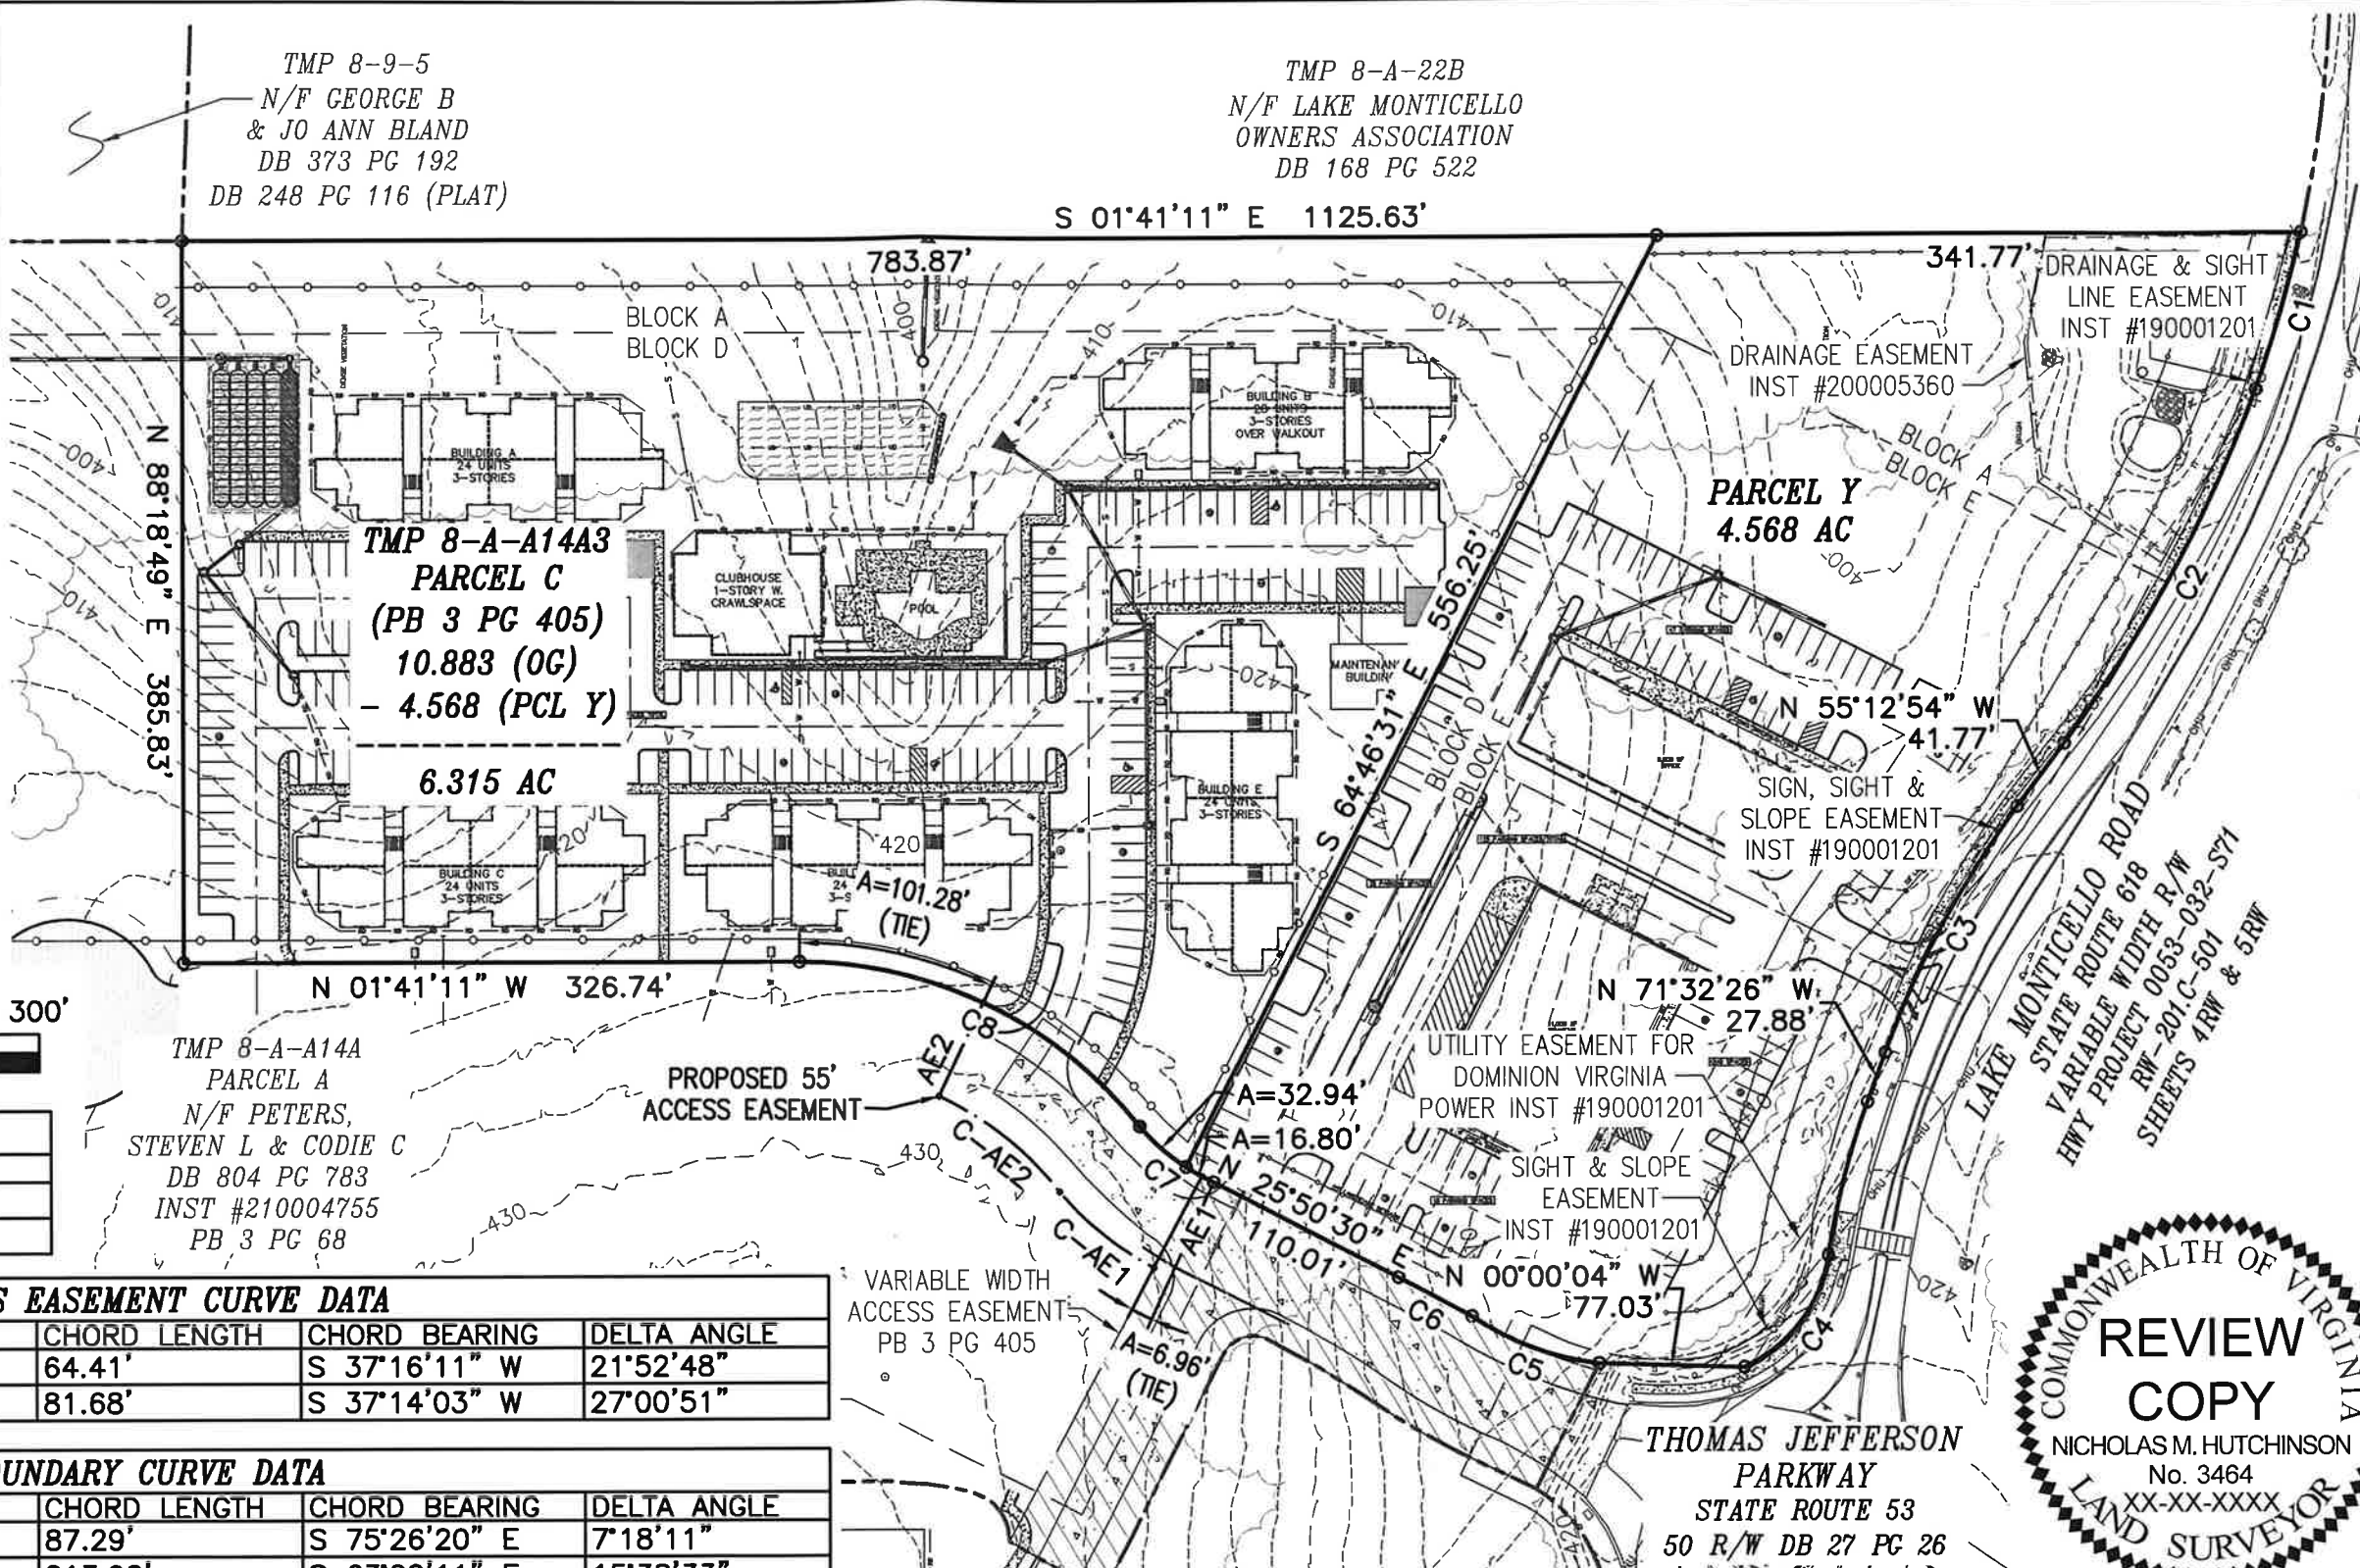 TMP 8-9-5
N/F GEORGE B
& JO ANN BLAND
DB 373 PG 192
DB 248 PG 116 (PLAT)
TMP 8-A-22B
N/F LAKE MONTICELLO
OWNERS ASSOCIATION
DB 168 PG 522
S 01°41'11" E 1125.63'
783.87'
341.77'
DRAINAGE & SIGHT
LINE EASEMENT
INST #190001201
C1
410
400
410
410
BLOCK A
BLOCK D
DRAINAGE EASEMENT
INST #200005360
BLOCK A
BLOCK E
BUILDING A
24 UNITS
3-STORIES
BUILDING B
28 UNITS
3-STORIES
OVER WALKOUT
400
410
N 88°18'49" E 385.83'
TMP 8-A-A14A3
PARCEL C
(PB 3 PG 405)
10.883 (OG)
- 4.568 (PCL Y)
6.315 AC
CLUBHOUSE
1-STORY W.
CRAWLSPACE
POOL
PARCEL Y
4.568 AC
400
C2
S 64°46'31" E 556.25'
420
BLOCK D
BLOCK E
N 55°12'54" W
41.77'
SIGN, SIGHT &
SLOPE EASEMENT
INST #190001201
BUILDING E
24 UNITS
3-STORIES
BUILDING C
24 UNITS
3-STORIES
420
A=101.28'
(TIE)
C3
LAKE MONTICELLO ROAD
STATE ROUTE 618
VARIABLE WIDTH R/W
HWY PROJECT 0053-032-S71
RW-201.C-501
SHEETS 4RW & 5RW
OHU
N 01°41'11" W 326.74'
300'
C8
AE2
PROPOSED 55'
ACCESS EASEMENT
C-AE2
C-AE1
N 71°32'26" W
27.88'
UTILITY EASEMENT FOR
DOMINION VIRGINIA
POWER INST #190001201
A=32.94'
A=16.80'
C7
AE1
N 25°50'30" E
110.01'
SIGHT & SLOPE
EASEMENT
INST #190001201
N 00°00'04" W
77.03'
C6
C5
C4
420
TMP 8-A-A14A
PARCEL A
N/F PETERS,
STEVEN L & CODIE C
DB 804 PG 783
INST #210004755
PB 3 PG 68
430
430
VARIABLE WIDTH
ACCESS EASEMENT
PB 3 PG 405
A=6.96'
(TIE)
S EASEMENT CURVE DATA
CHORD LENGTH CHORD BEARING DELTA ANGLE
64.41' S 37°16'11" W 21°52'48"
81.68' S 37°14'03" W 27°00'51"
UNDARY CURVE DATA
CHORD LENGTH CHORD BEARING DELTA ANGLE
87.29' S 75°26'20" E 7°18'11"
THOMAS JEFFERSON
PARKWAY
STATE ROUTE 53
50 R/W DB 27 PG 26
420
COMMONWEALTH OF VIRGINIA
REVIEW
COPY
NICHOLAS M. HUTCHINSON
No. 3464
XX-XX-XXXX
LAND SURVEYOR